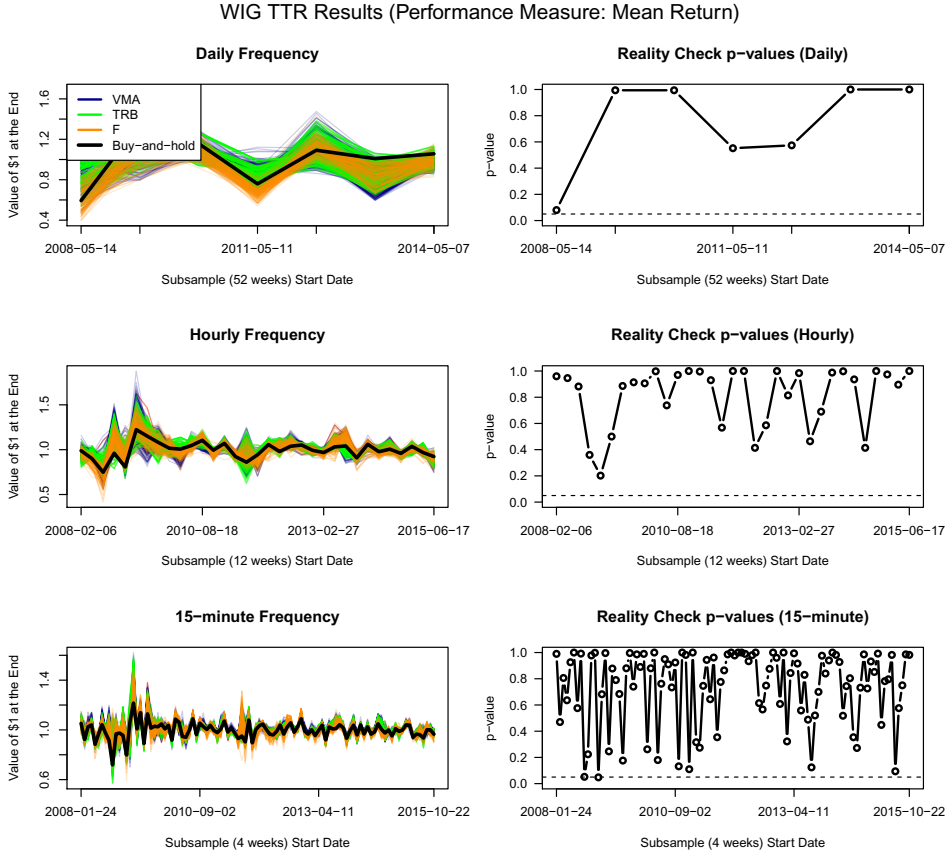 WIG TTR Results (Performance Measure: Mean Return)
Daily Frequency
Value of $1 at the End
1.6
1.2
0.8
0.4
VMA
TRB
F
Buy−and−hold
2008−05−14
2011−05−11
2014−05−07
Subsample (52 weeks) Start Date
Reality Check p−values (Daily)
p−value
1.0
0.8
0.6
0.4
0.2
0.0
2008−05−14
2011−05−11
2014−05−07
Subsample (52 weeks) Start Date
Hourly Frequency
Value of $1 at the End
1.5
1.0
0.5
2008−02−06
2010−08−18
2013−02−27
2015−06−17
Subsample (12 weeks) Start Date
Reality Check p−values (Hourly)
p−value
1.0
0.8
0.6
0.4
0.2
0.0
2008−02−06
2010−08−18
2013−02−27
2015−06−17
Subsample (12 weeks) Start Date
15−minute Frequency
Value of $1 at the End
1.4
1.0
0.6
2008−01−24
2010−09−02
2013−04−11
2015−10−22
Subsample (4 weeks) Start Date
Reality Check p−values (15−minute)
p−value
1.0
0.8
0.6
0.4
0.2
0.0
2008−01−24
2010−09−02
2013−04−11
2015−10−22
Subsample (4 weeks) Start Date